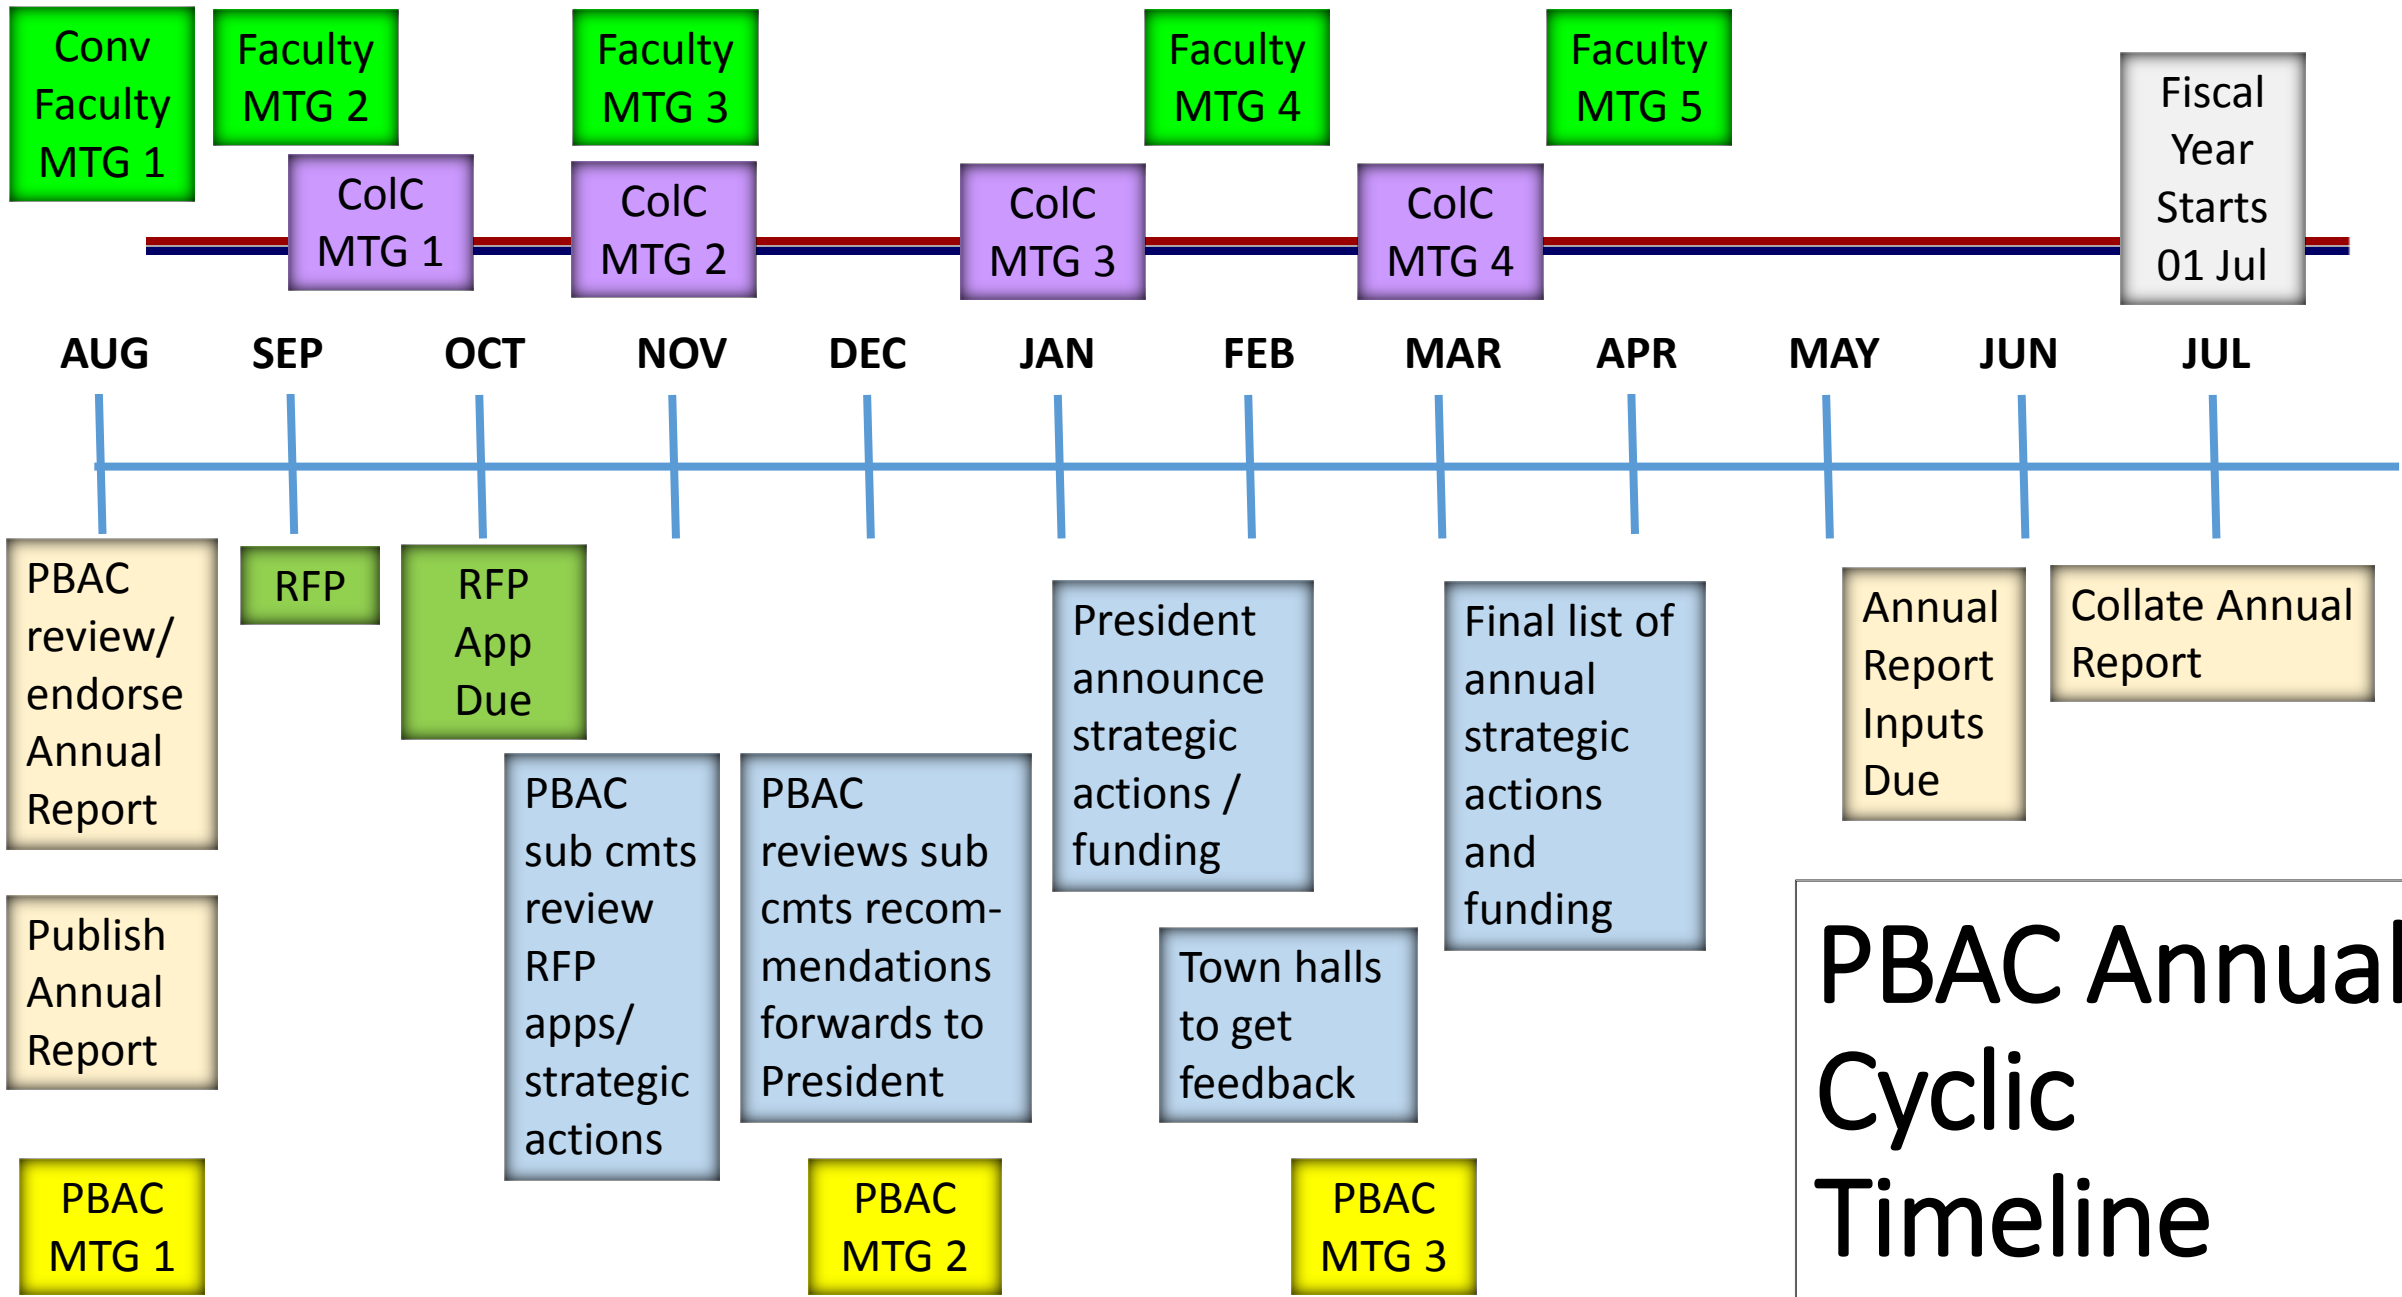 Conv
Faculty
MTG 1
Faculty
MTG 2
Faculty
MTG 3
Faculty
MTG 4
Faculty
MTG 5
Fiscal
Year
Starts
01 Jul
ColC
MTG 1
ColC
MTG 2
ColC
MTG 3
ColC
MTG 4
AUG
SEP
OCT
NOV
DEC
JAN
FEB
MAR
APR
MAY
JUN
JUL
PBAC
review/
endorse
Annual
Report
RFP
RFP
App
Due
President
announce
strategic
actions /
funding
Final list of
annual
strategic
actions
and
funding
Annual
Report
Inputs
Due
Collate Annual
Report
PBAC
sub cmts
review
RFP
apps/
strategic
actions
PBAC
reviews sub
cmts recom-
mendations
forwards to
President
Publish
Annual
Report
Town halls
to get
feedback
PBAC
MTG 1
PBAC
MTG 2
PBAC
MTG 3
PBAC Annual
Cyclic
Timeline